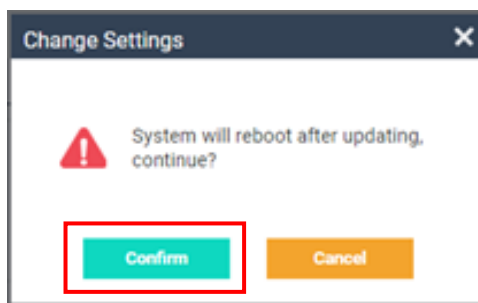 Change Settings
System will reboot after updating,
continue?
Confirm
Cancel